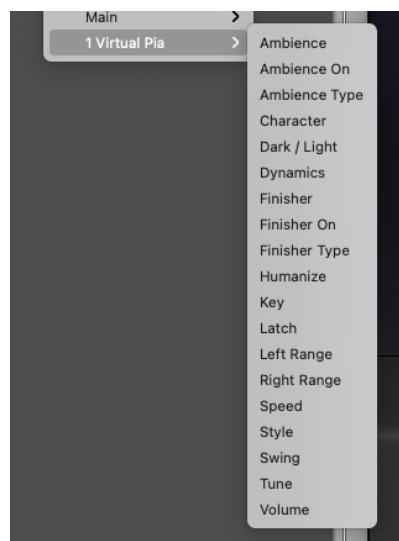 Main
1 Virtual Pia
Ambience
Ambience On
Ambience Type
Character
Dark / Light
Dynamics
Finisher
Finisher On
Finisher Type
Humanize
Key
Latch
Left Range
Right Range
Speed
Style
Swing
Tune
Volume